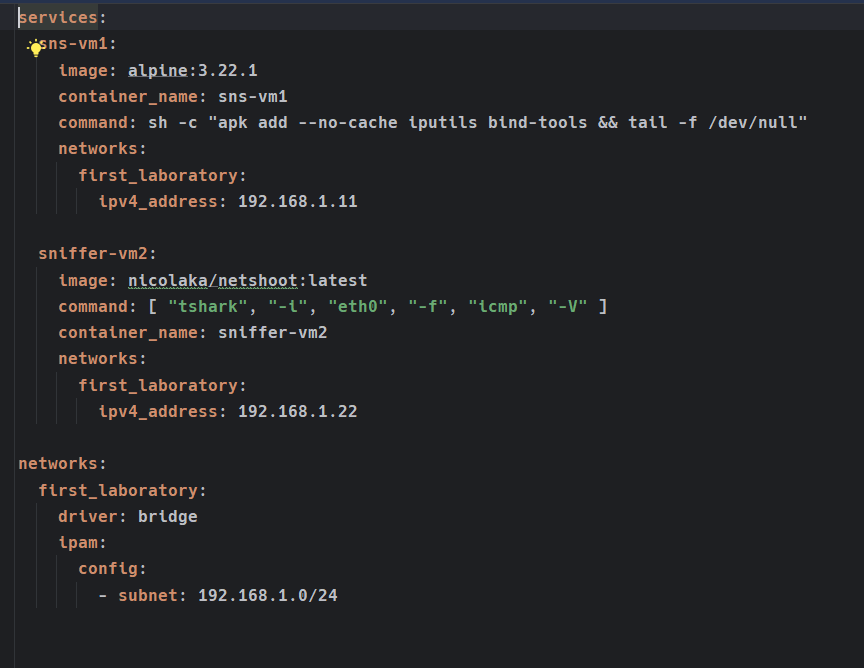 services:
  sns-vm1:
    image: alpine:3.22.1
    container_name: sns-vm1
    command: sh -c "apk add --no-cache iputils bind-tools && tail -f /dev/null"
    networks:
      first_laboratory:
        ipv4_address: 192.168.1.11

  sniffer-vm2:
    image: nicolaka/netshoot:latest
    command: [ "tshark", "-i", "eth0", "-f", "icmp", "-V" ]
    container_name: sniffer-vm2
    networks:
      first_laboratory:
        ipv4_address: 192.168.1.22

networks:
  first_laboratory:
    driver: bridge
    ipam:
      config:
        - subnet: 192.168.1.0/24